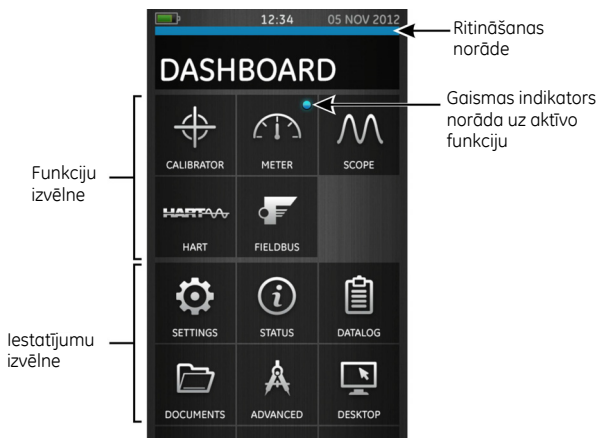 12:34 05 NOV 2012
Ritināšanas
norāde
DASHBOARD
Gaismas indikators
norāda uz aktīvo
funkciju
Funkciju
izvēlne
CALIBRATOR METER SCOPE
HART
HART FIELDBUS
Iestatījumu
izvēlne
SETTINGS STATUS DATALOG
DOCUMENTS ADVANCED DESKTOP